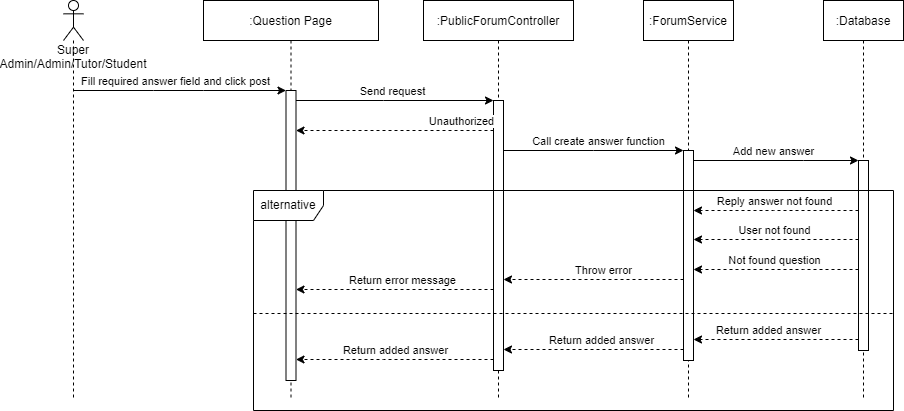 :Question Page
:PublicForumController
:ForumService
:Database
Super
Admin/Admin/Tutor/Student
Fill required answer field and click post
Send request
Unauthorized
Call create answer function
Add new answer
alternative
Reply answer not found
User not found
Not found question
Throw error
Return error message
Return added answer
Return added answer
Return added answer